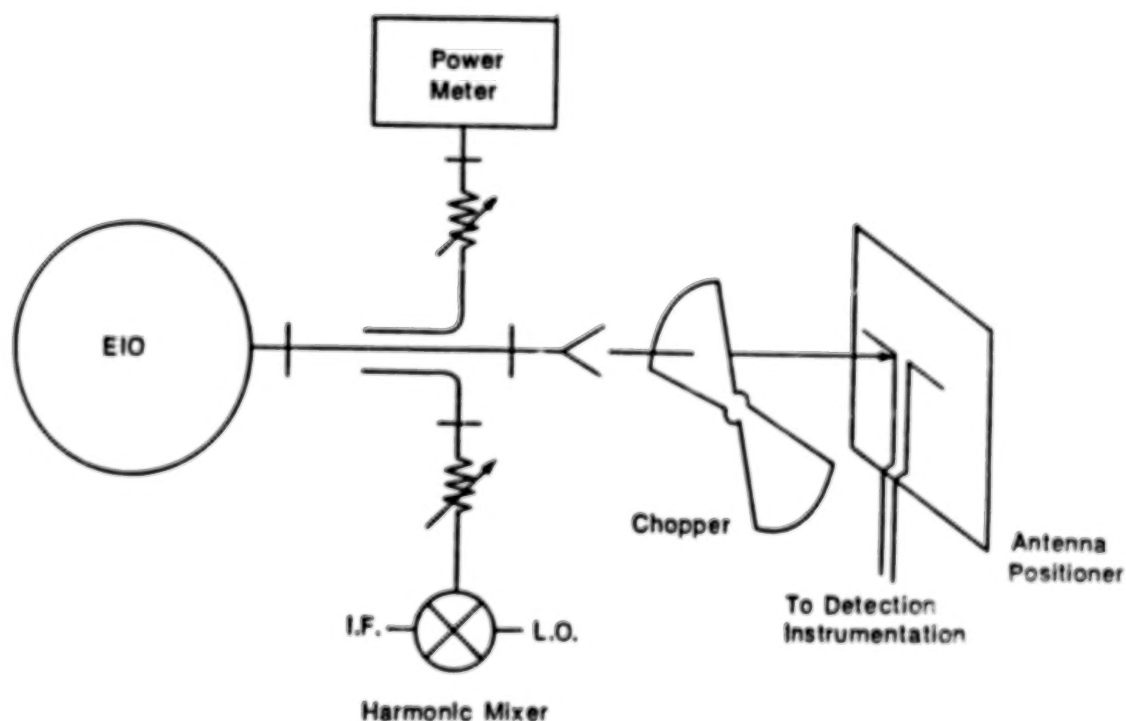 Power
Meter
EIO
Chopper
Antenna
Positioner
To Detection
Instrumentation
I.F.
L.O.
Harmonic Mixer